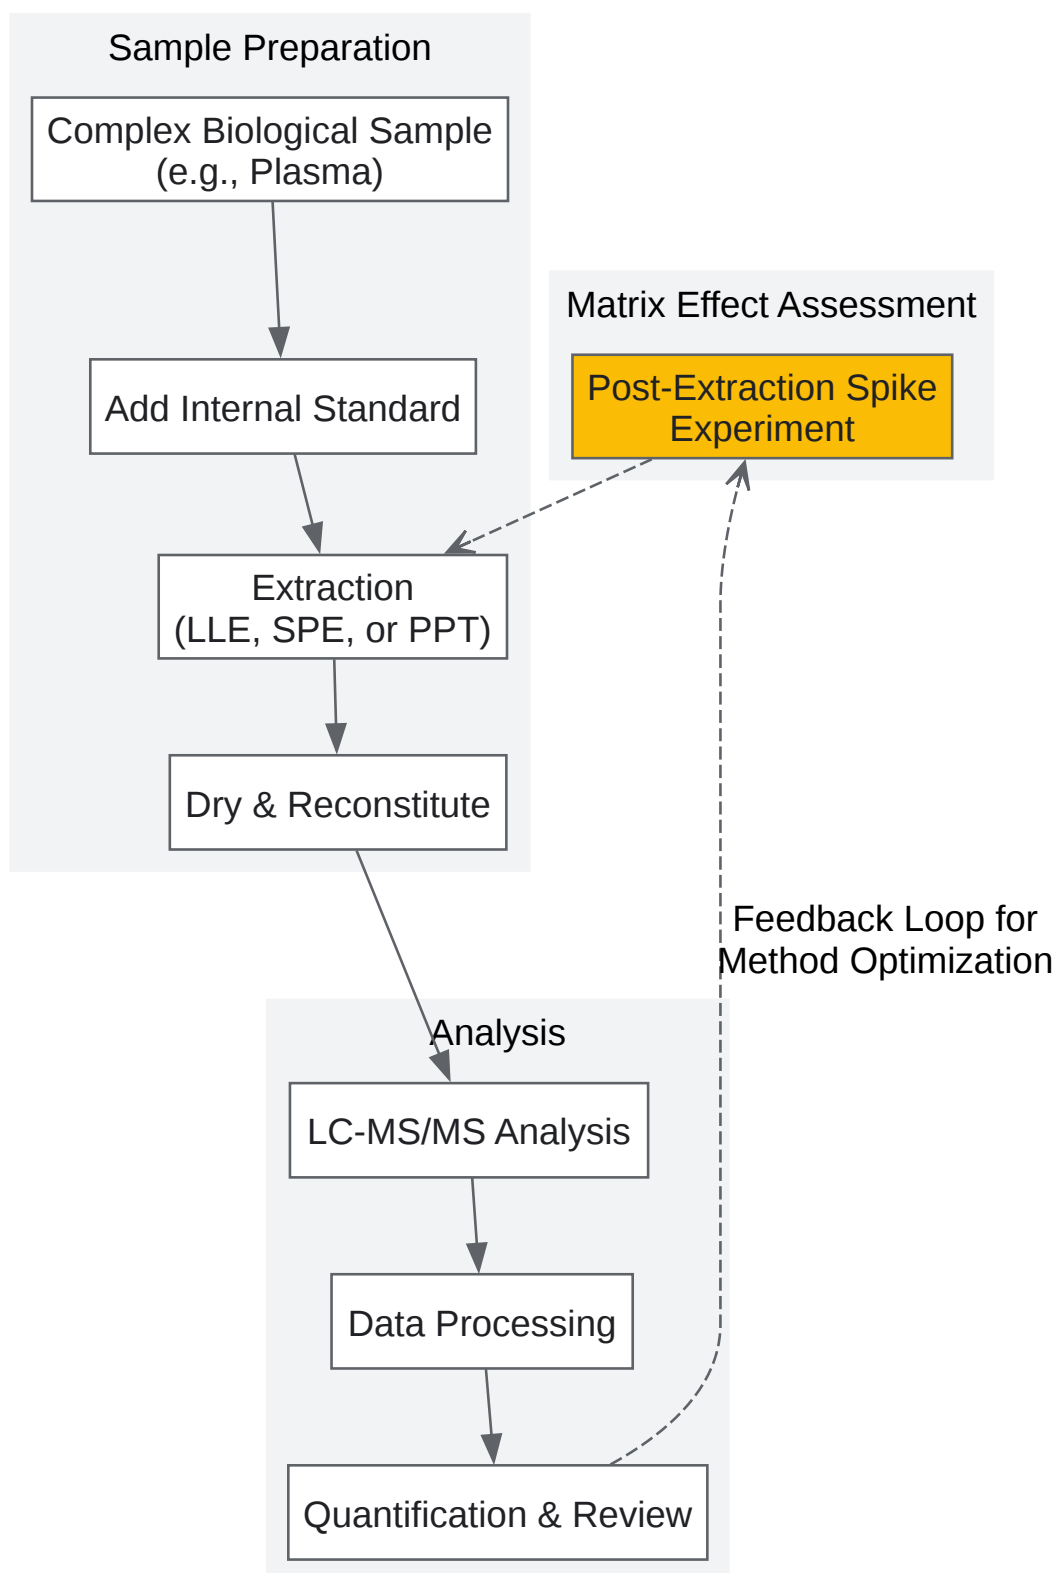 Sample Preparation
Complex Biological Sample
(e.g., Plasma)
Matrix Effect Assessment
Post-Extraction Spike
Experiment
Add Internal Standard
Extraction
(LLE, SPE, or PPT)
Dry & Reconstitute
Feedback Loop for
Method Optimization
Analysis
LC-MS/MS Analysis
Data Processing
Quantification & Review